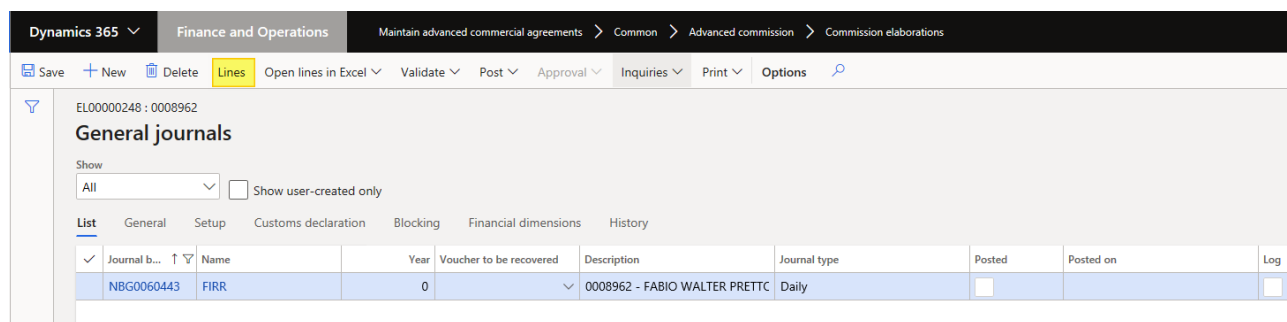 Dynamics 365 Finance and Operations Maintain advanced commercial agreements > Common > Advanced commission > Commission elaborations
Save + New Delete Lines Open lines in Excel Validate Post Approval Inquiries Print Options
EL00000248 : 0008962
General journals
Show
All Show user-created only
List General Setup Customs declaration Blocking Financial dimensions History
Journal b... ↑ Name Year Voucher to be recovered Description Journal type Posted Posted on Log
NBG0060443 FIRR 0 0008962 - FABIO WALTER PRETTO Daily